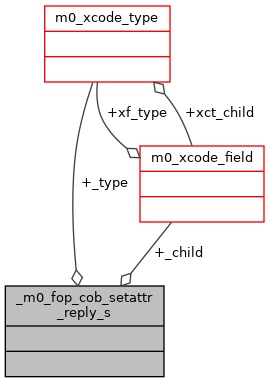 m0_xcode_type
+xf_type
+xct_child
m0_xcode_field
+_type
+_child
_m0_fop_cob_setattr
_reply_s